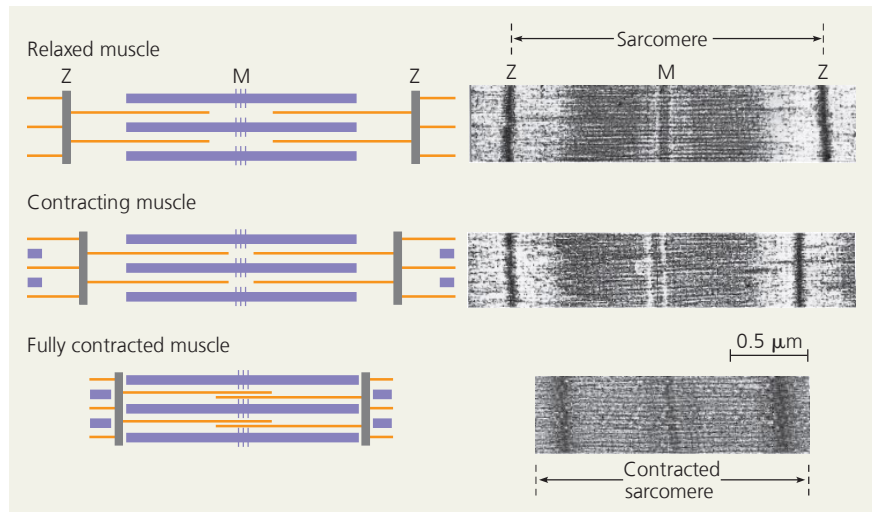 Relaxed muscle
Sarcomere
Z M Z
Z M Z
Contracting muscle
Fully contracted muscle
0.5 μm
Contracted
sarcomere